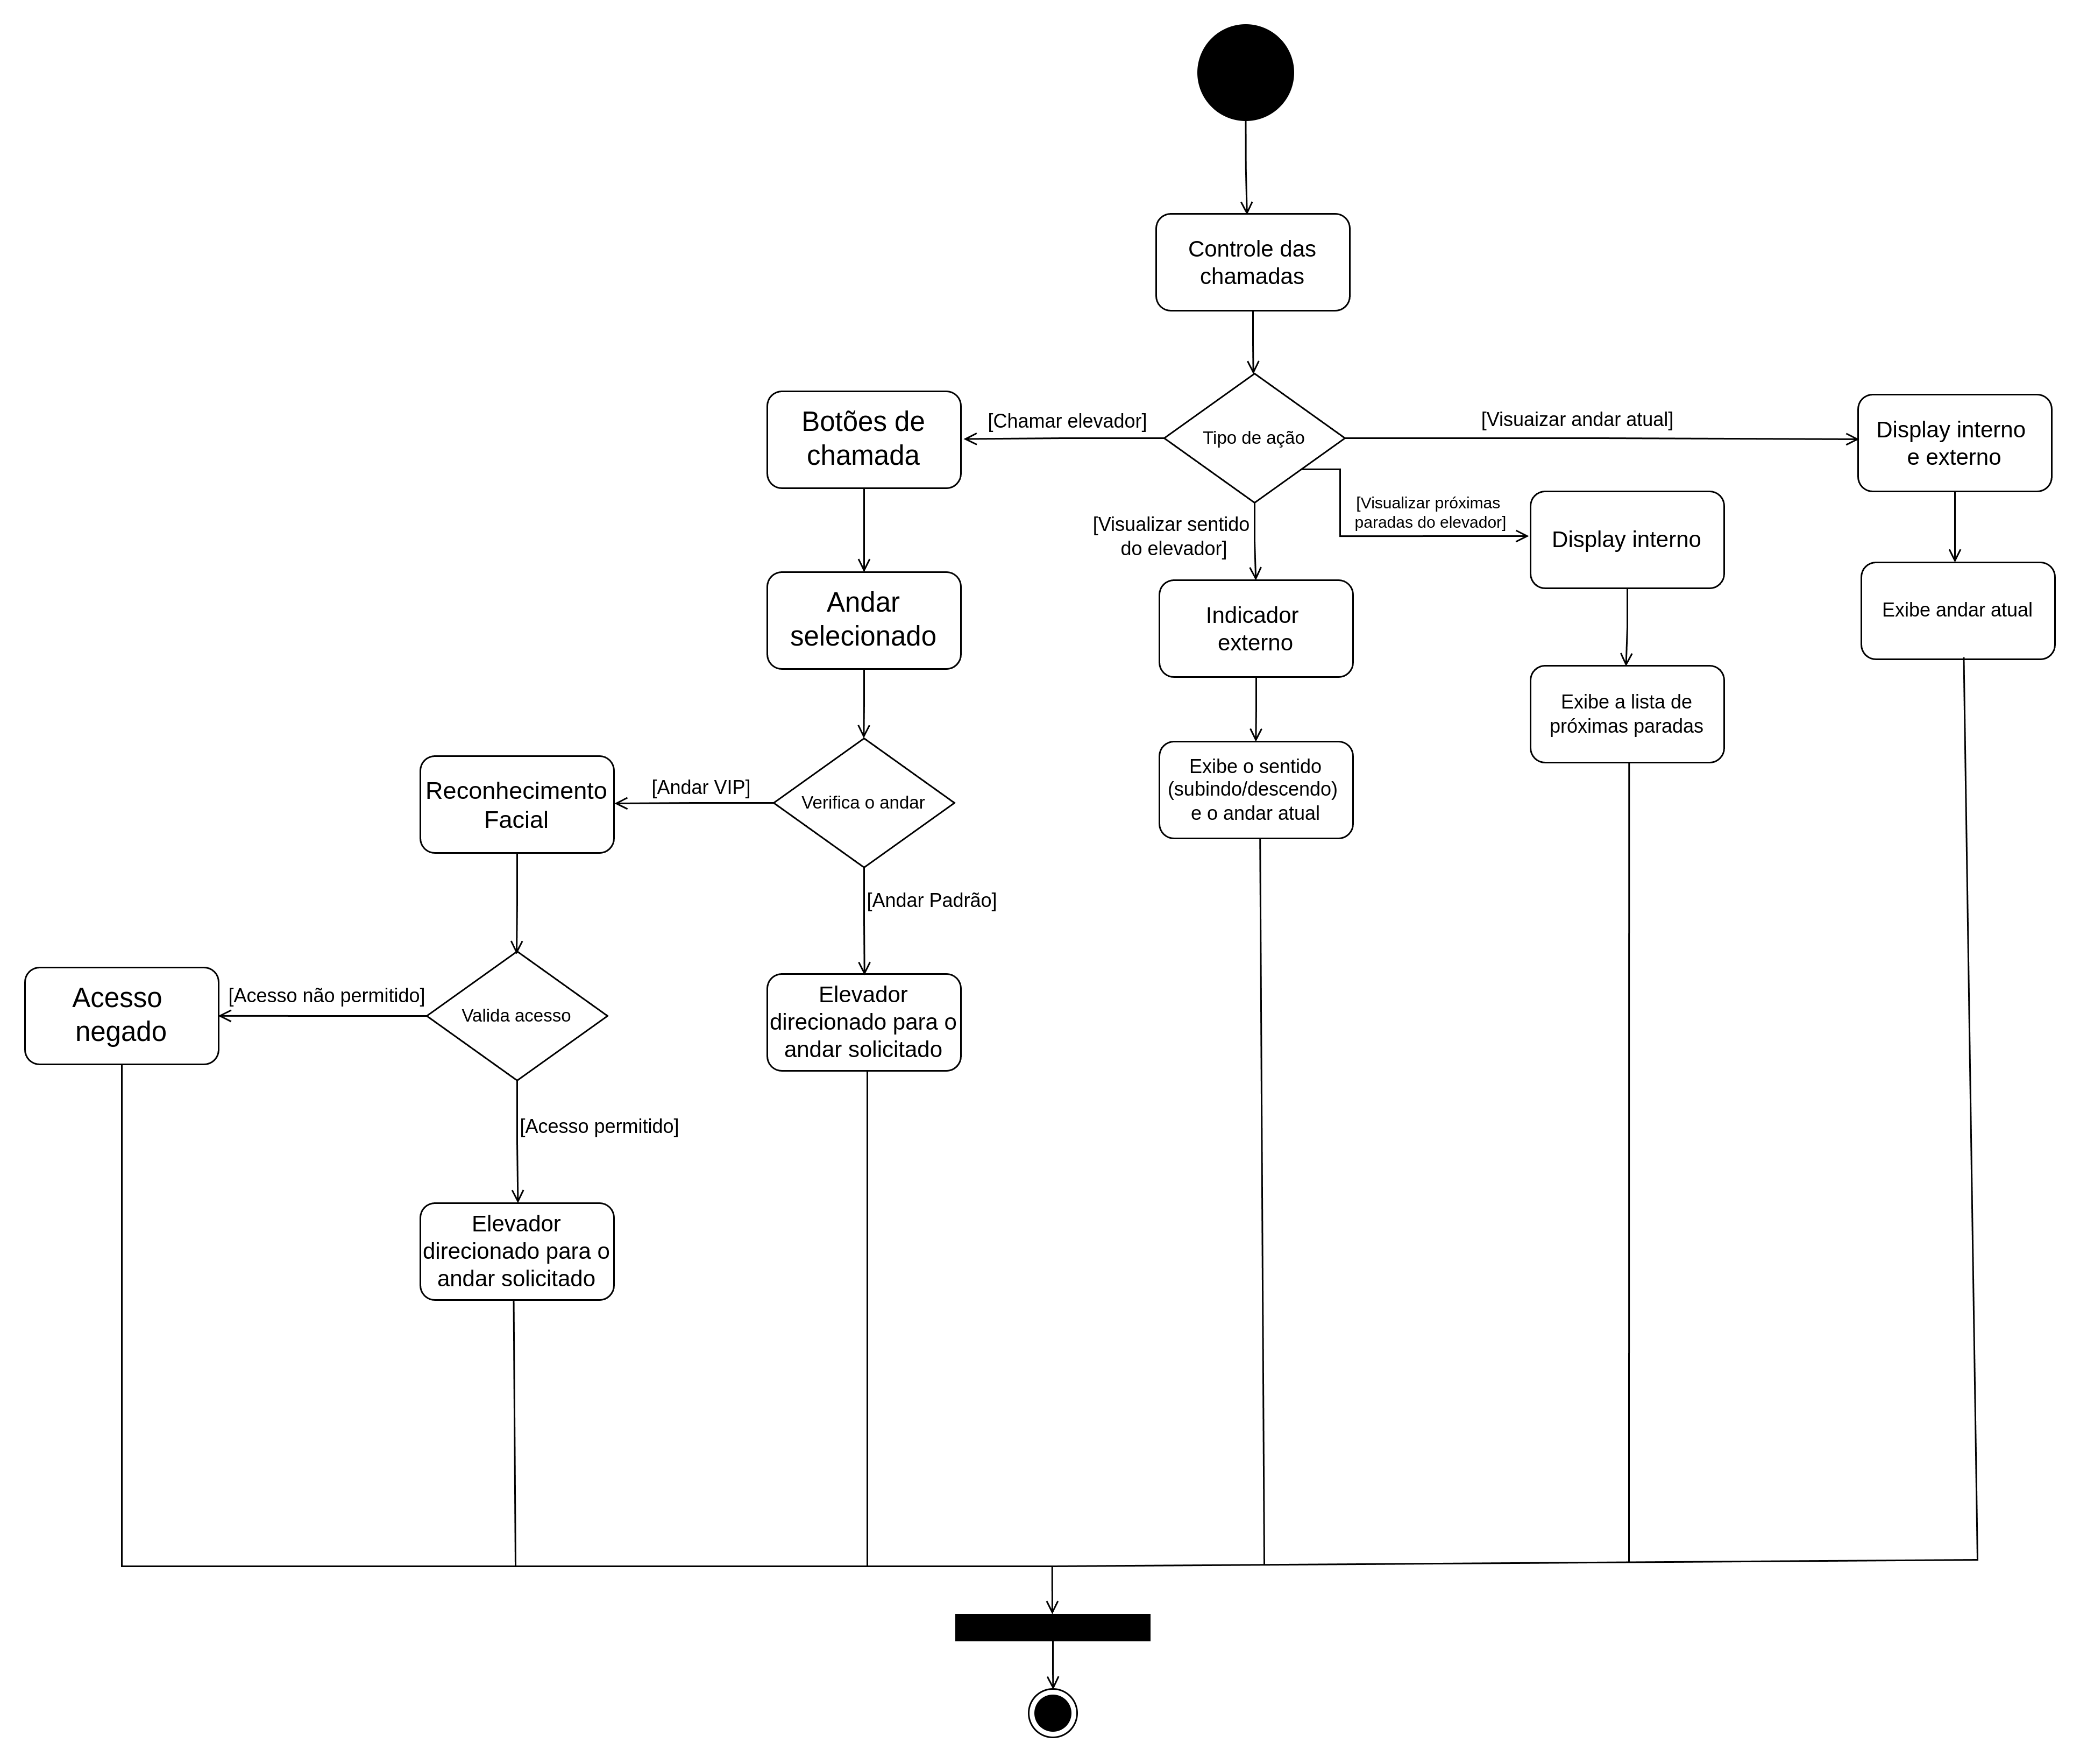 Controle das
chamadas
Tipo de ação
[Chamar elevador]
[Visuaizar andar atual]
Botões de
chamada
Display interno
e externo
[Visualizar próximas
paradas do elevador]
[Visualizar sentido
do elevador]
Display interno
Andar
selecionado
Indicador
externo
Exibe andar atual
Exibe a lista de
próximas paradas
Exibe o sentido
(subindo/descendo)
e o andar atual
Verifica o andar
[Andar VIP]
Reconhecimento
Facial
[Andar Padrão]
Valida acesso
[Acesso não permitido]
Acesso
negado
Elevador
direcionado para o
andar solicitado
[Acesso permitido]
Elevador
direcionado para o
andar solicitado